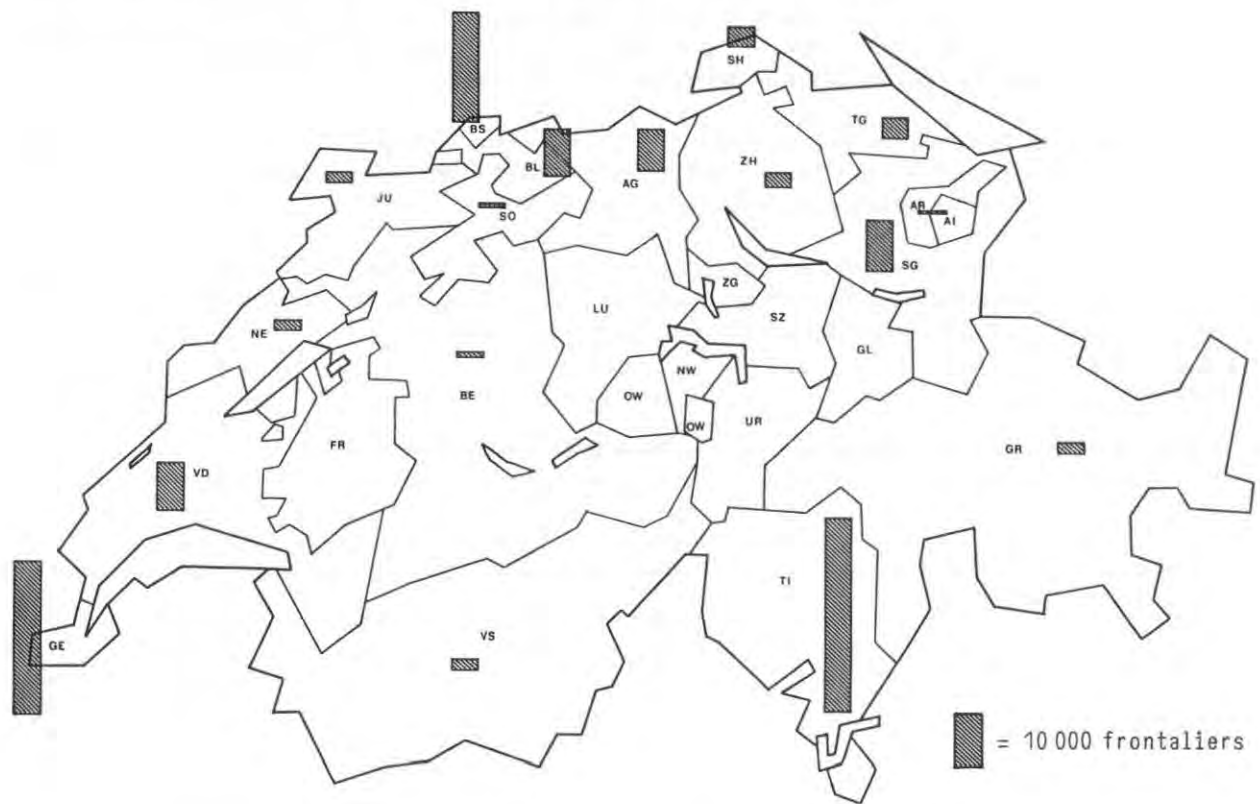 SH
BS
TG
BL
ZH
AG
JU
AR
AI
SO
SG
ZG
LU
SZ
NE
GL
NW
BE
OW
UR
OW
FR
GR
VD
TI
VS
GE
= 10 000 frontaliers